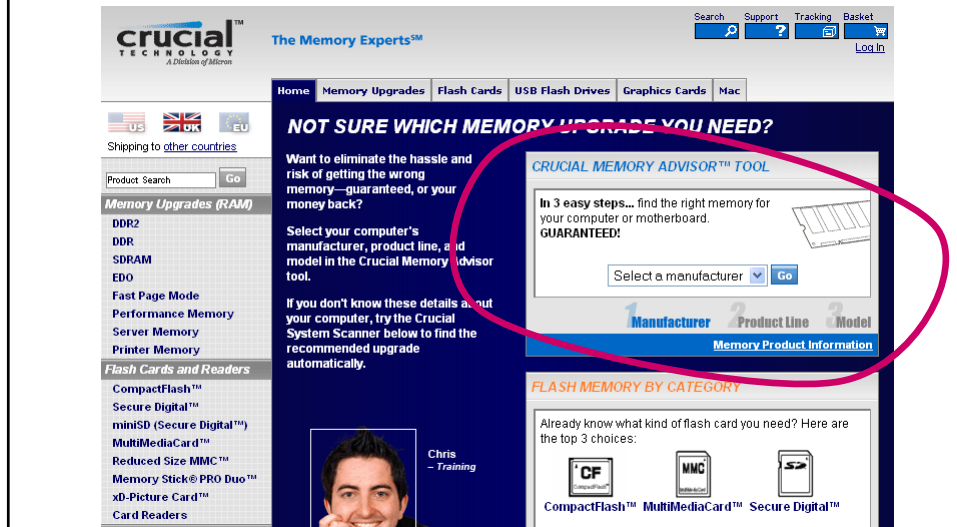 crucial™
TECHNOLOGY
A Division of Micron
The Memory Experts℠
Search Support Tracking Basket
?
Log In
Home Memory Upgrades Flash Cards USB Flash Drives Graphics Cards Mac
US UK EU
Shipping to other countries
Product Search Go
Memory Upgrades (RAM)
DDR2
DDR
SDRAM
EDO
Fast Page Mode
Performance Memory
Server Memory
Printer Memory
Flash Cards and Readers
CompactFlash™
Secure Digital™
miniSD (Secure Digital™)
MultiMediaCard™
Reduced Size MMC™
Memory Stick® PRO Duo™
xD-Picture Card™
Card Readers
NOT SURE WHICH MEMORY UPGRADE YOU NEED?
Want to eliminate the hassle and
risk of getting the wrong
memory—guaranteed, or your
money back?
Select your computer's
manufacturer, product line, and
model in the Crucial Memory Advisor
tool.
If you don't know these details about
your computer, try the Crucial
System Scanner below to find the
recommended upgrade
automatically.
Chris
– Training
CRUCIAL MEMORY ADVISOR™ TOOL
In 3 easy steps... find the right memory for
your computer or motherboard.
GUARANTEED!
Select a manufacturer Go
1 Manufacturer 2 Product Line 3 Model
Memory Product Information
FLASH MEMORY BY CATEGORY
Already know what kind of flash card you need? Here are
the top 3 choices:
CF
CompactFlash
MMC
MultiMediaCard
SD
CompactFlash™ MultiMediaCard™ Secure Digital™